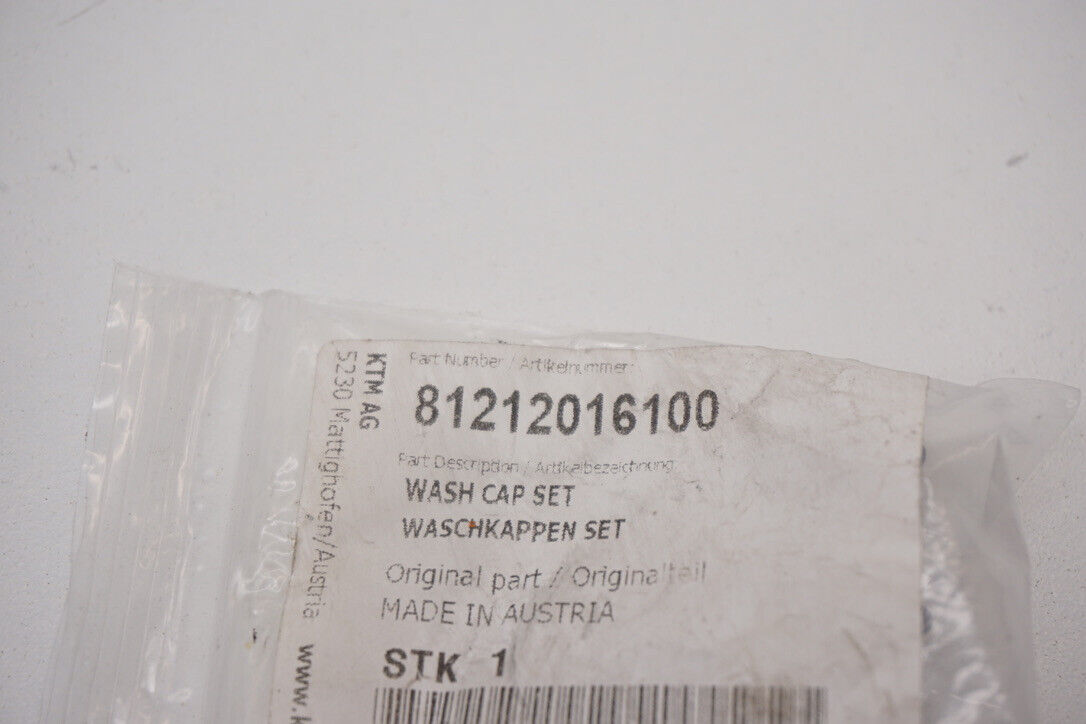 KTM AG
5230 Mattighofen/Austria
Part Number / Artikelnummer:
81212016100
Part Description / Artikelbezeichnung:
WASH CAP SET
WASCHKAPPEN SET
Original part / Originalteil
MADE IN AUSTRIA
STK 1